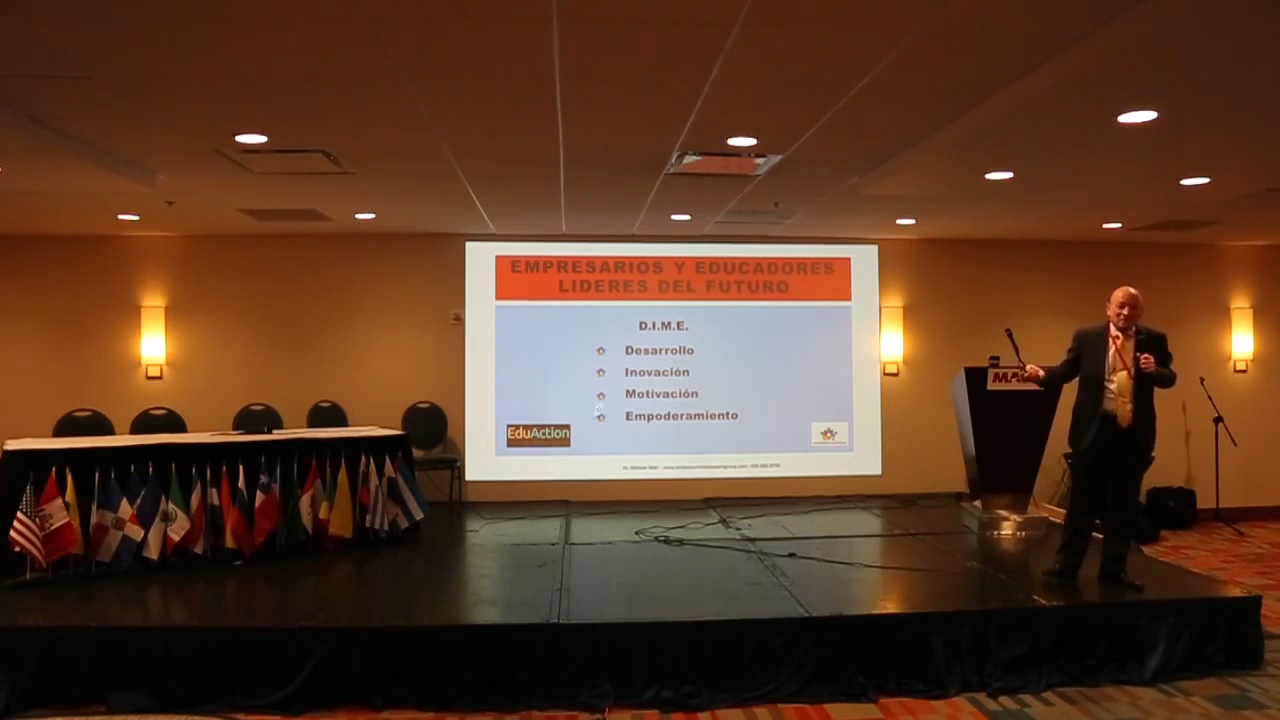 EMPRESARIOS Y EDUCADORES
LIDERES DEL FUTURO
D.I.M.E.
Desarrollo
Inovación
Motivación
Empoderamiento
EduAction